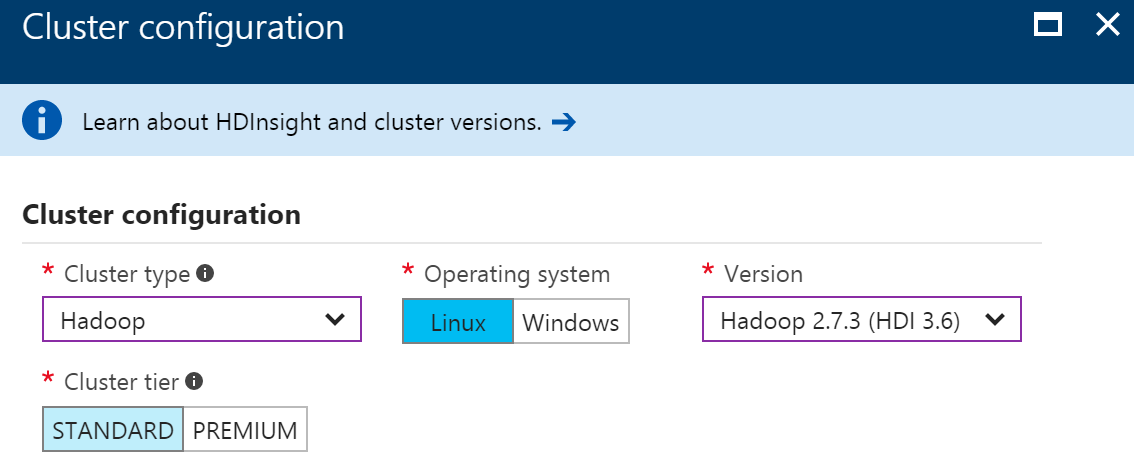 Cluster configuration
Learn about HDInsight and cluster versions.
Cluster configuration
* Cluster type * Operating system * Version
Hadoop Linux Windows Hadoop 2.7.3 (HDI 3.6)
* Cluster tier
STANDARD PREMIUM